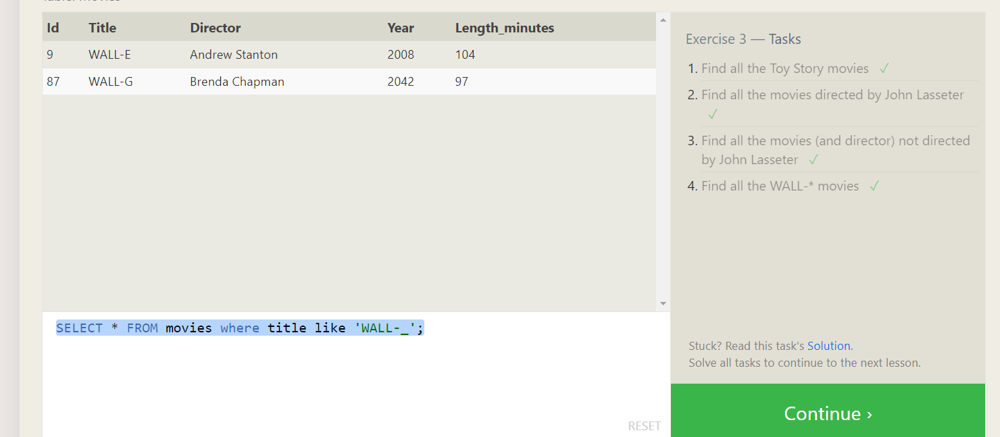 Id Title Director Year Length_minutes
9 WALL-E Andrew Stanton 2008 104
87 WALL-G Brenda Chapman 2042 97
SELECT * FROM movies where title like 'WALL-_';
RESET
Exercise 3 — Tasks
1. Find all the Toy Story movies ✓
2. Find all the movies directed by John Lasseter
✓
3. Find all the movies (and director) not directed
by John Lasseter ✓
4. Find all the WALL-* movies ✓
Stuck? Read this task's Solution.
Solve all tasks to continue to the next lesson.
Continue ›